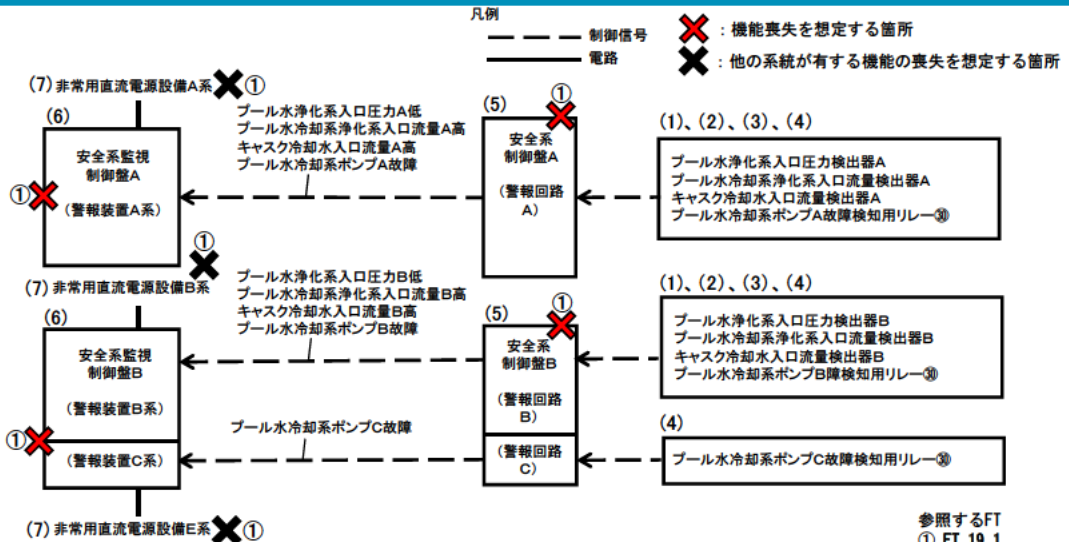 凡例
制御信号
電路
：機能喪失を想定する箇所
：他の系統が有する機能の喪失を想定する箇所
(7) 非常用直流電源設備A系 ①
(6)
安全系監視
制御盤A
(警報装置A系)
①
プール水浄化系入口圧力A低
プール水冷却系浄化系入口流量A高
キャスク冷却水入口流量A高
プール水冷却系ポンプA故障
(5)
①
安全系
制御盤A
(警報回路
A)
(1)、(2)、(3)、(4)
プール水浄化系入口圧力検出器A
プール水冷却系浄化系入口流量検出器A
キャスク冷却水入口流量検出器A
プール水冷却系ポンプA故障検知用リレー㉚
①
(7) 非常用直流電源設備B系
(6)
安全系監視
制御盤B
(警報装置B系)
①
(警報装置C系)
プール水浄化系入口圧力B低
プール水冷却系浄化系入口流量B高
キャスク冷却水入口流量B高
プール水冷却系ポンプB故障
プール水冷却系ポンプC故障
(5)
①
安全系
制御盤B
(警報回路
B)
(警報回路
C)
(1)、(2)、(3)、(4)
プール水浄化系入口圧力検出器B
プール水冷却系浄化系入口流量検出器B
キャスク冷却水入口流量検出器B
プール水冷却系ポンプB障検知用リレー㉚
(4)
プール水冷却系ポンプC故障検知用リレー㉚
(7) 非常用直流電源設備E系 ①
参照するFT
① FT 19.1